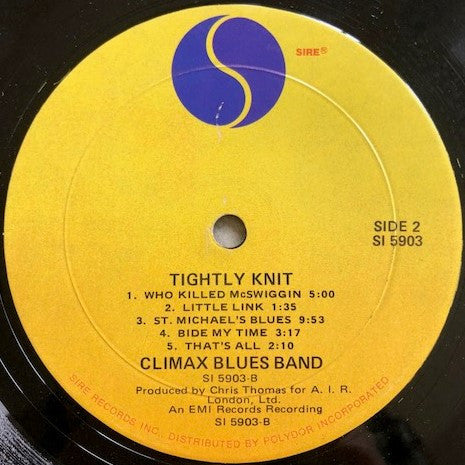 SIRE®
SIDE 2
SI 5903
TIGHTLY KNIT
1. WHO KILLED McSWIGGIN 5:00
2. LITTLE LINK 1:35
3. ST. MICHAEL'S BLUES 9:53
4. BIDE MY TIME 3:17
5. THAT'S ALL 2:10
CLIMAX BLUES BAND
SI 5903-B
Produced by Chris Thomas for A. I. R.
London, Ltd.
An EMI Records Recording
SI 5903-B
SIRE RECORDS INC., DISTRIBUTED BY POLYDOR INCORPORATED